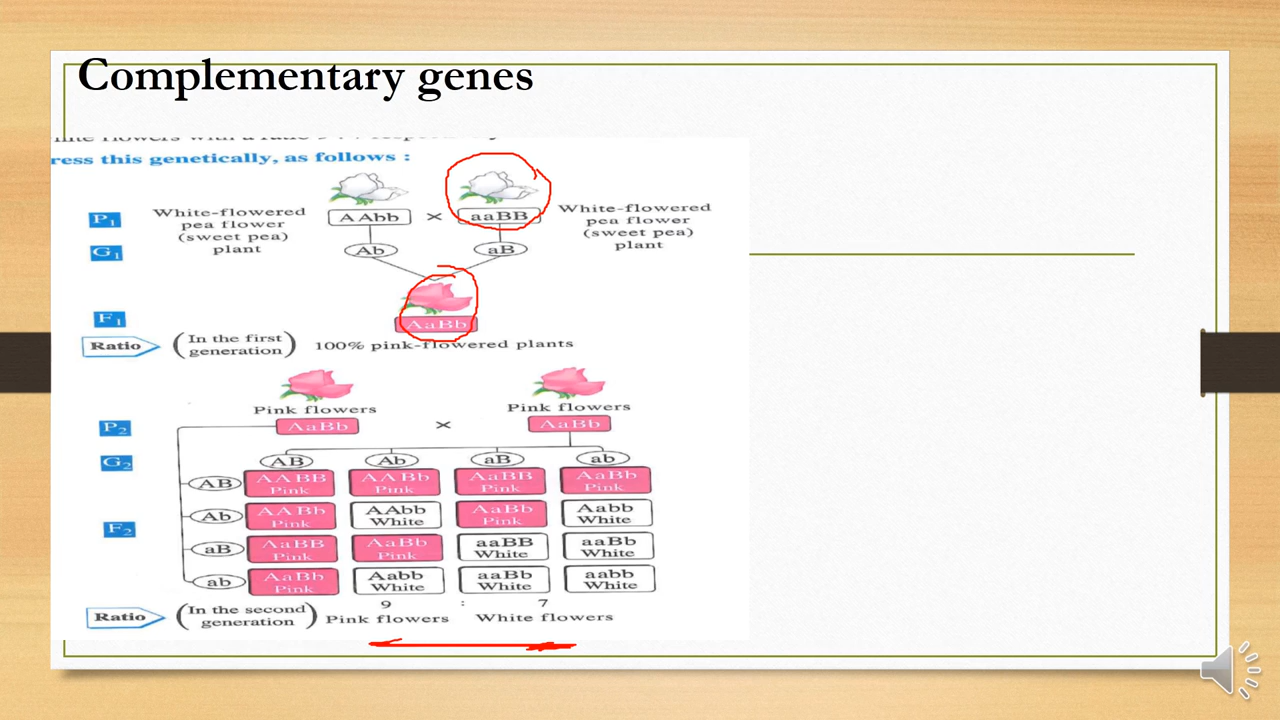 Complementary genes
ress this genetically, as follows :
P1 White-flowered pea flower (sweet pea) plant AAbb × aaBB White-flowered pea flower (sweet pea) plant
G1 Ab aB
F1 AaBb
Ratio (In the first generation) 100% pink-flowered plants
Pink flowers Pink flowers
P2 AaBb × AaBb
G2 AB Ab aB ab
AB AABB Pink AABb Pink AaBB Pink AaBb Pink
Ab AABb Pink AAbb White AaBb Pink Aabb White
F2
aB AaBB Pink AaBb Pink aaBB White aaBb White
ab AaBb Pink Aabb White aaBb White aabb White
9 : 7
Ratio (In the second generation) Pink flowers White flowers